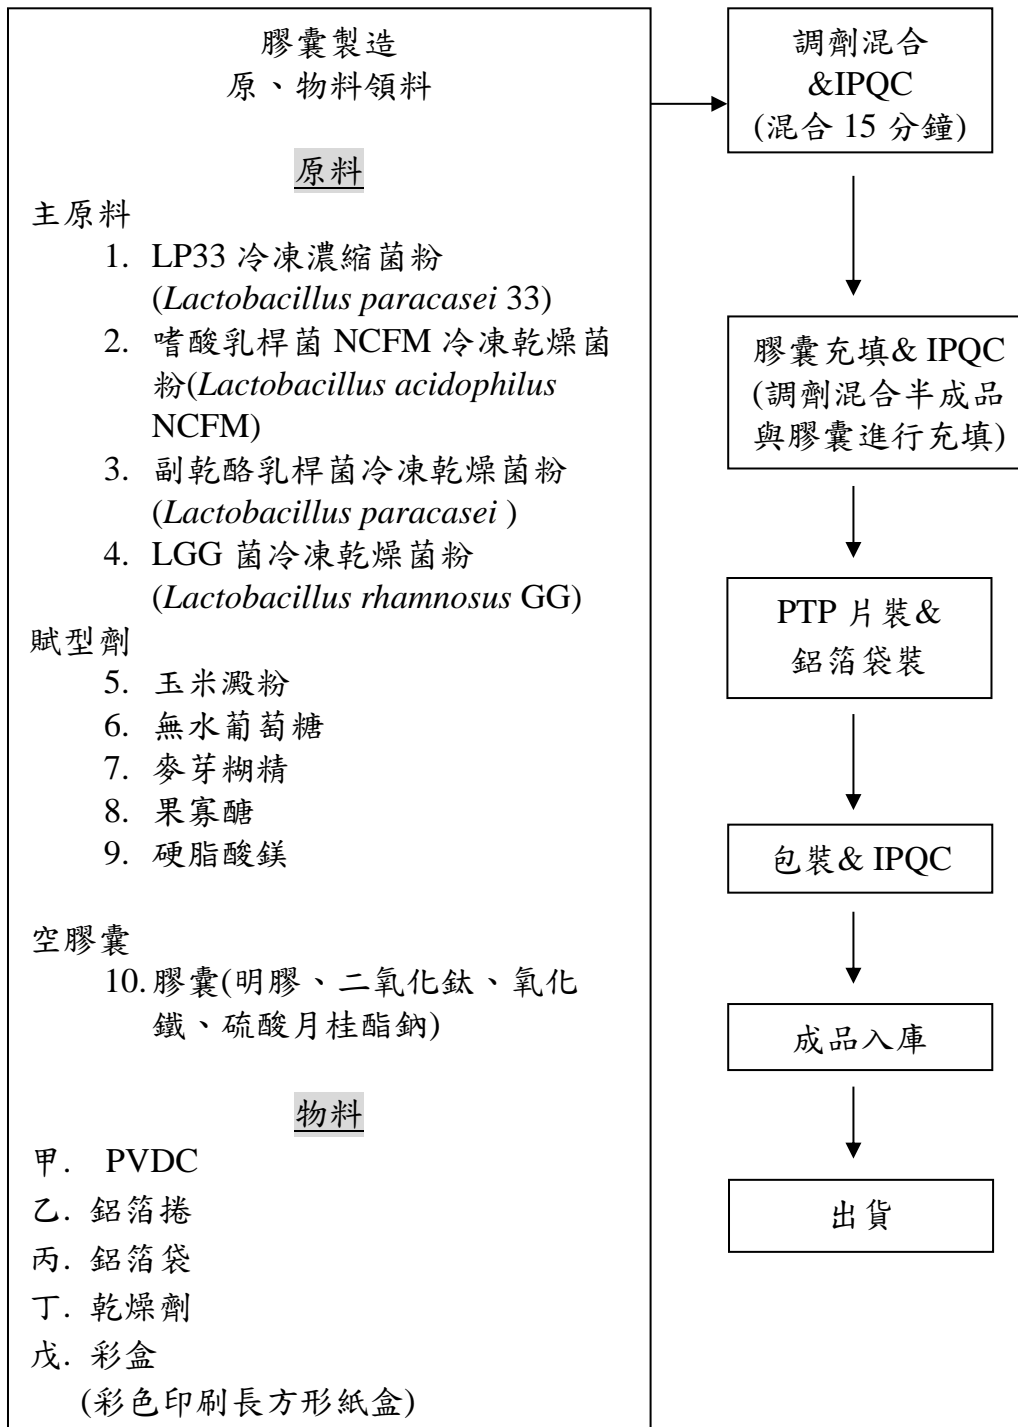 膠囊製造
原、物料領料
原料
主原料
1. LP33 冷凍濃縮菌粉
(Lactobacillus paracasei 33)
2. 嗜酸乳桿菌 NCFM 冷凍乾燥菌
粉(Lactobacillus acidophilus
NCFM)
3. 副乾酪乳桿菌冷凍乾燥菌粉
(Lactobacillus paracasei )
4. LGG 菌冷凍乾燥菌粉
(Lactobacillus rhamnosus GG)
賦型劑
5. 玉米澱粉
6. 無水葡萄糖
7. 麥芽糊精
8. 果寡醣
9. 硬脂酸鎂
空膠囊
10. 膠囊(明膠、二氧化鈦、氧化
鐵、硫酸月桂酯鈉)
物料
甲. PVDC
乙. 鋁箔捲
丙. 鋁箔袋
丁. 乾燥劑
戊. 彩盒
(彩色印刷長方形紙盒)
調劑混合
&IPQC
(混合 15 分鐘)
膠囊充填& IPQC
(調劑混合半成品
與膠囊進行充填)
PTP 片裝&
鋁箔袋裝
包裝& IPQC
成品入庫
出貨